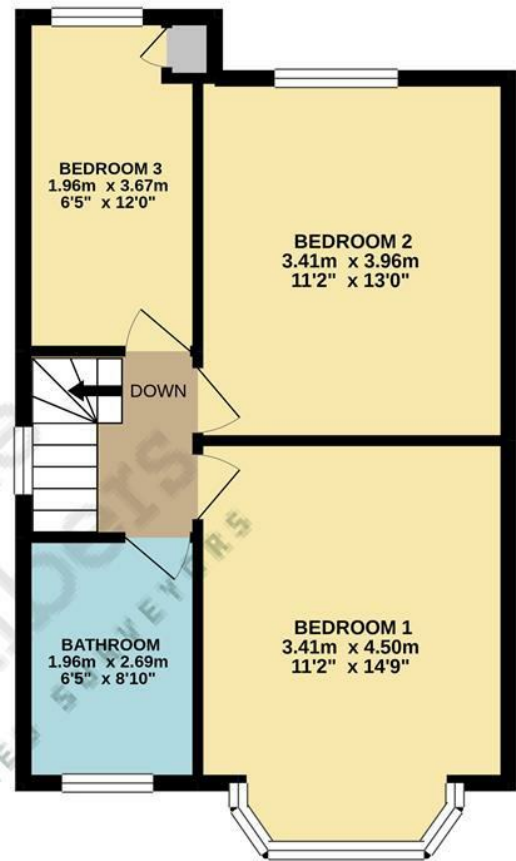 BEDROOM 3
1.96m x 3.67m
6'5" x 12'0"
BEDROOM 2
3.41m x 3.96m
11'2" x 13'0"
DOWN
BEDROOM 1
3.41m x 4.50m
11'2" x 14'9"
BATHROOM
1.96m x 2.69m
6'5" x 8'10"
SURVEYORS